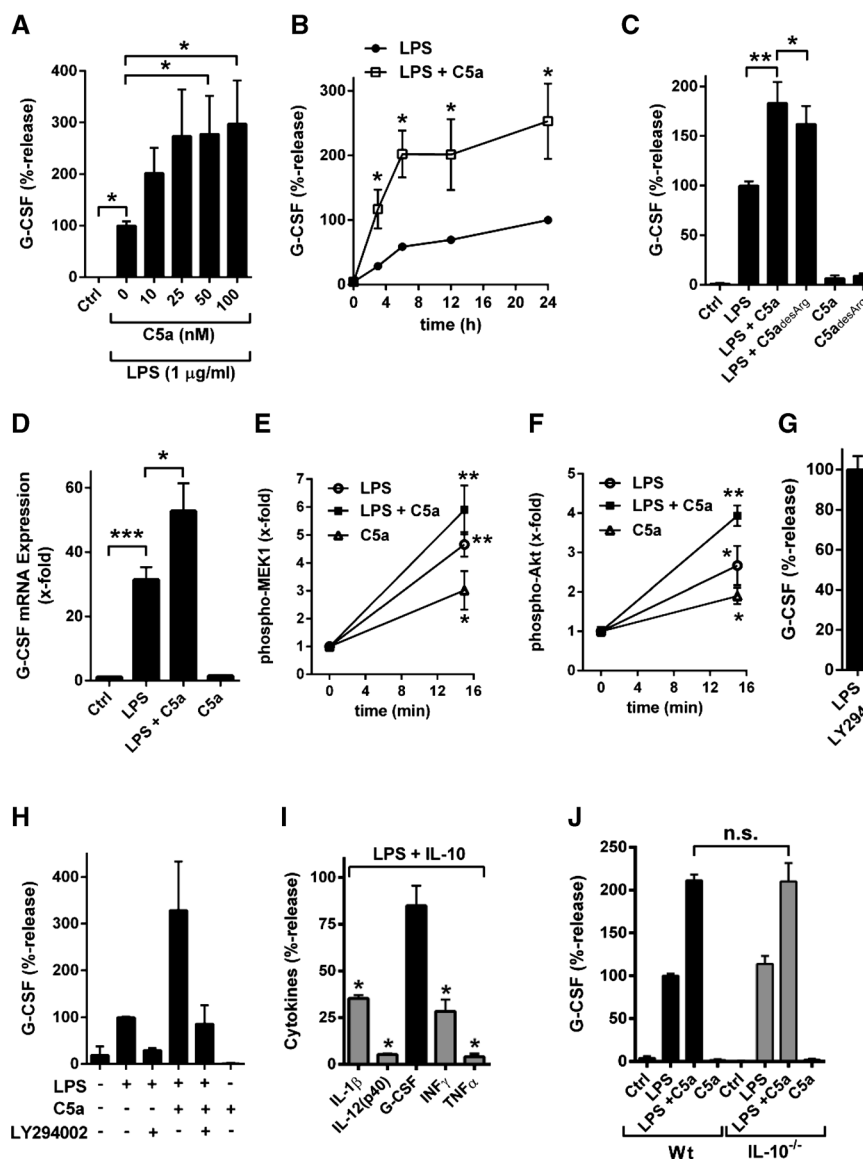 A
G-CSF (%-release)
400
300
200
100
0
*
*
*
Ctrl
0
10
25
50
100
C5a (nM)
LPS (1 μg/ml)
B
LPS
LPS + C5a
G-CSF (%-release)
300
200
100
0
*
*
*
*
0
4
8
12
16
20
24
time (h)
C
G-CSF (%-release)
200
150
100
50
0
**
*
Ctrl
LPS
LPS + C5a
LPS + C5adesArg
C5a
C5adesArg
D
G-CSF mRNA Expression
(x-fold)
60
40
20
0
***
*
Ctrl
LPS
LPS + C5a
C5a
E
phospho-MEK1 (x-fold)
7
6
5
4
3
2
1
0
LPS
LPS + C5a
C5a
**
**
*
0
4
8
12
16
time (min)
F
phospho-Akt (x-fold)
5
4
3
2
1
0
LPS
LPS + C5a
C5a
**
*
*
0
4
8
12
16
time (min)
G
G-CSF (%-release)
100
80
60
40
20
0
LPS
LY294
H
G-CSF (%-release)
400
300
200
100
0
LPS - + + + + -
C5a - - - + + +
LY294002 - - + - + -
I
LPS + IL-10
Cytokines (%-release)
100
75
50
25
0
*
*
*
*
IL-1β
IL-12(p40)
G-CSF
INFγ
TNFα
J
n.s.
G-CSF (%-release)
250
200
150
100
50
0
Ctrl
LPS
LPS +C5a
C5a
Ctrl
LPS
LPS +C5a
C5a
Wt
IL-10-/-